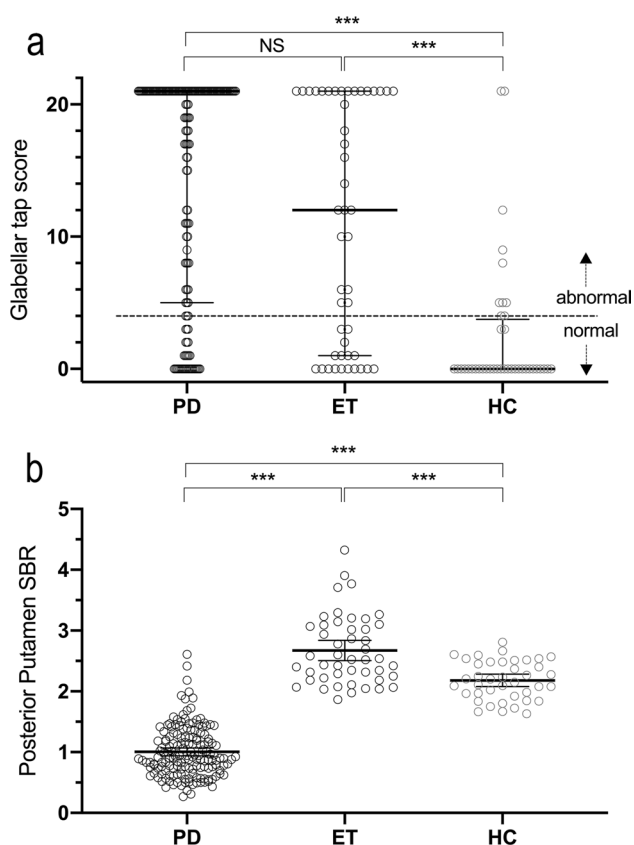 a
***
NS ***
Glabellar tap score
20
10
0
abnormal
normal
PD ET HC
b
***
*** ***
Posterior Putamen SBR
5
4
3
2
1
0
PD ET HC